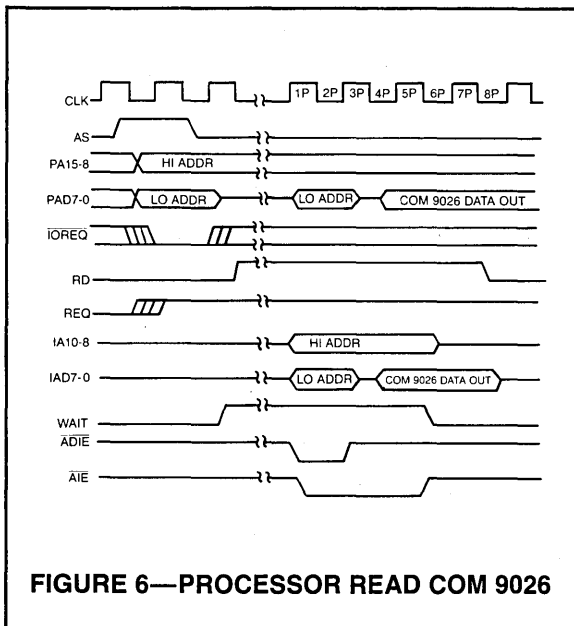 CLK 1P 2P 3P 4P 5P 6P 7P 8P
AS
PA15-8 HI ADDR
PAD7-0 LO ADDR LO ADDR COM 9026 DATA OUT
IOREQ
RD
REQ
IA10-8 HI ADDR
IAD7-0 LO ADDR COM 9026 DATA OUT
WAIT
ADIE
AIE
FIGURE 6—PROCESSOR READ COM 9026